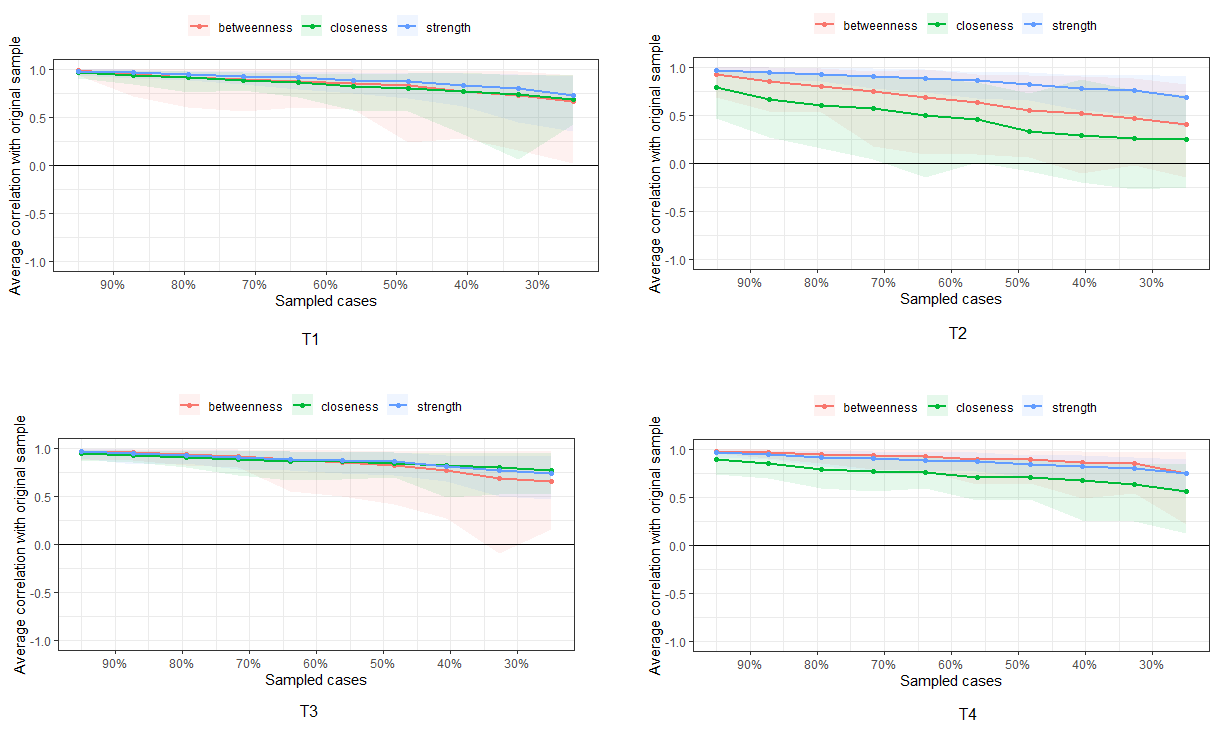 betweenness closeness strength
Average correlation with original sample
1.0
0.5
0.0
-0.5
-1.0
90% 80% 70% 60% 50% 40% 30%
Sampled cases
T1
betweenness closeness strength
Average correlation with original sample
1.0
0.5
0.0
-0.5
-1.0
90% 80% 70% 60% 50% 40% 30%
Sampled cases
T2
betweenness closeness strength
Average correlation with original sample
1.0
0.5
0.0
-0.5
-1.0
90% 80% 70% 60% 50% 40% 30%
Sampled cases
T3
betweenness closeness strength
Average correlation with original sample
1.0
0.5
0.0
-0.5
-1.0
90% 80% 70% 60% 50% 40% 30%
Sampled cases
T4